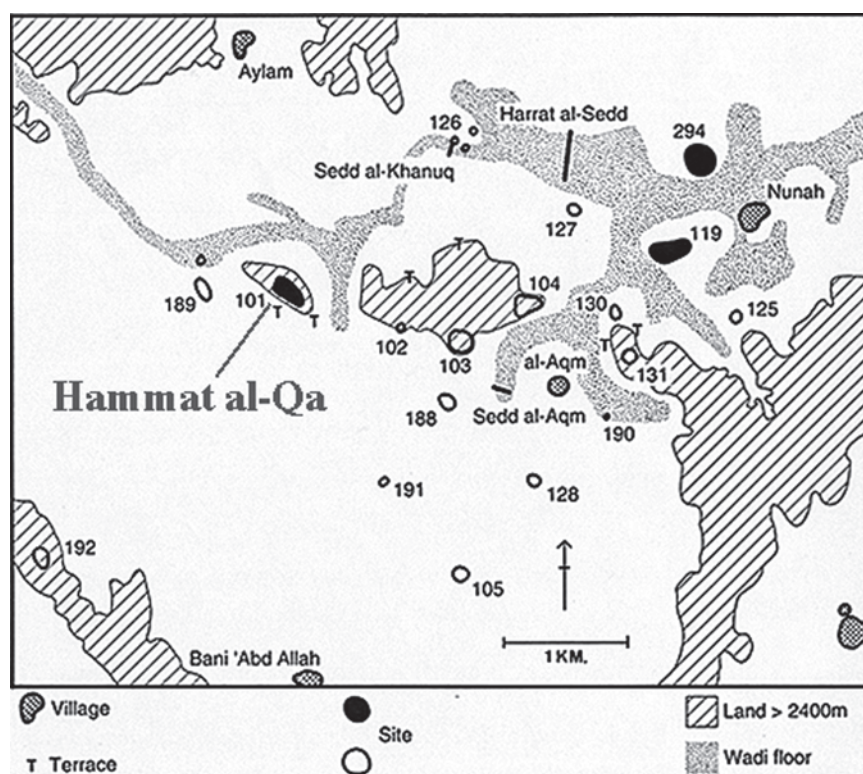 Aylam
126
Harrat al-Sedd
294
Sedd al-Khanuq
Nunah
127
119
T
T
104
189
101
T
T
130
125
102
T
T
103
al-Aqm
131
Hammat al-Qa
188
Sedd al-Aqm
190
191
128
192
105
1 KM.
Bani 'Abd Allah
Village
Site
Land > 2400m
T Terrace
Wadi floor